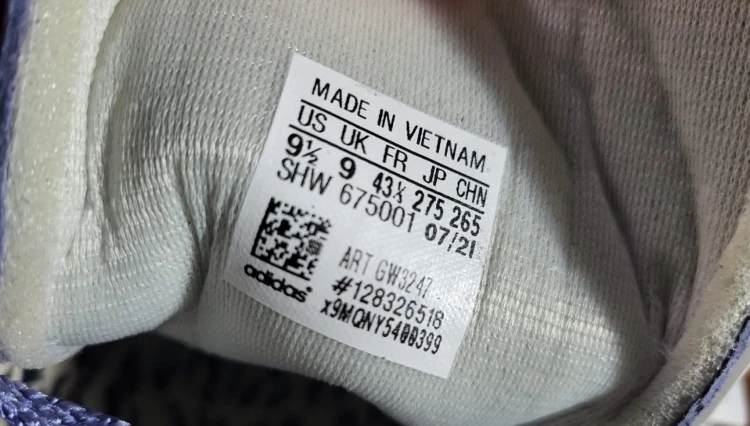 MADE IN VIETNAM
US UK FR JP CHN
9½ 9 43⅓ 275 265
SHW 675001 07/21
ART GW3247
#128326518
adidas®
x9MQNY5400399